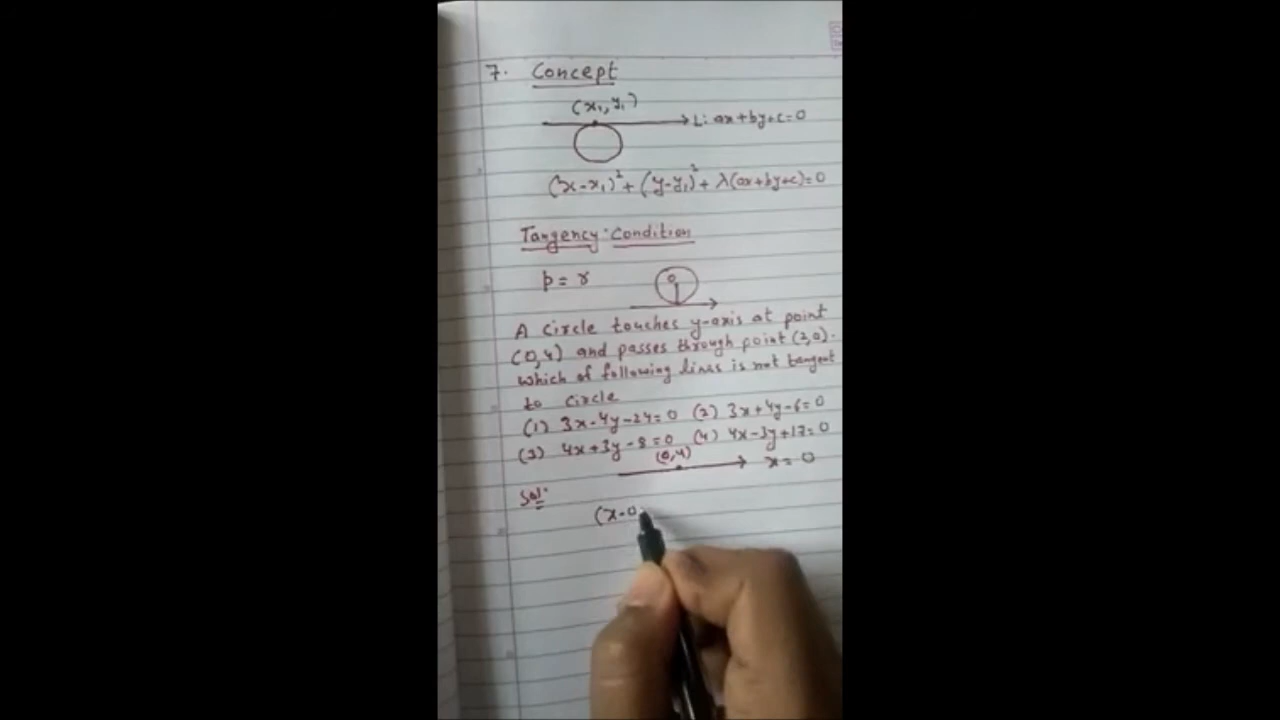 7. Concept
(x₁, y₁)
L: ax+by+c=0
(x-x₁)²+(y-y₁)²+λ(ax+by+c)=0
Tangency Condition
p = r
A circle touches y-axis at point
(0,4) and passes through point (2,0).
which of following lines is not tangent
to circle
(1) 3x-4y-24=0 (2) 3x+4y-6=0
(3) 4x+3y-8=0 (4) 4x-3y+17=0
(0,4) x=0
Sol:
(x-0